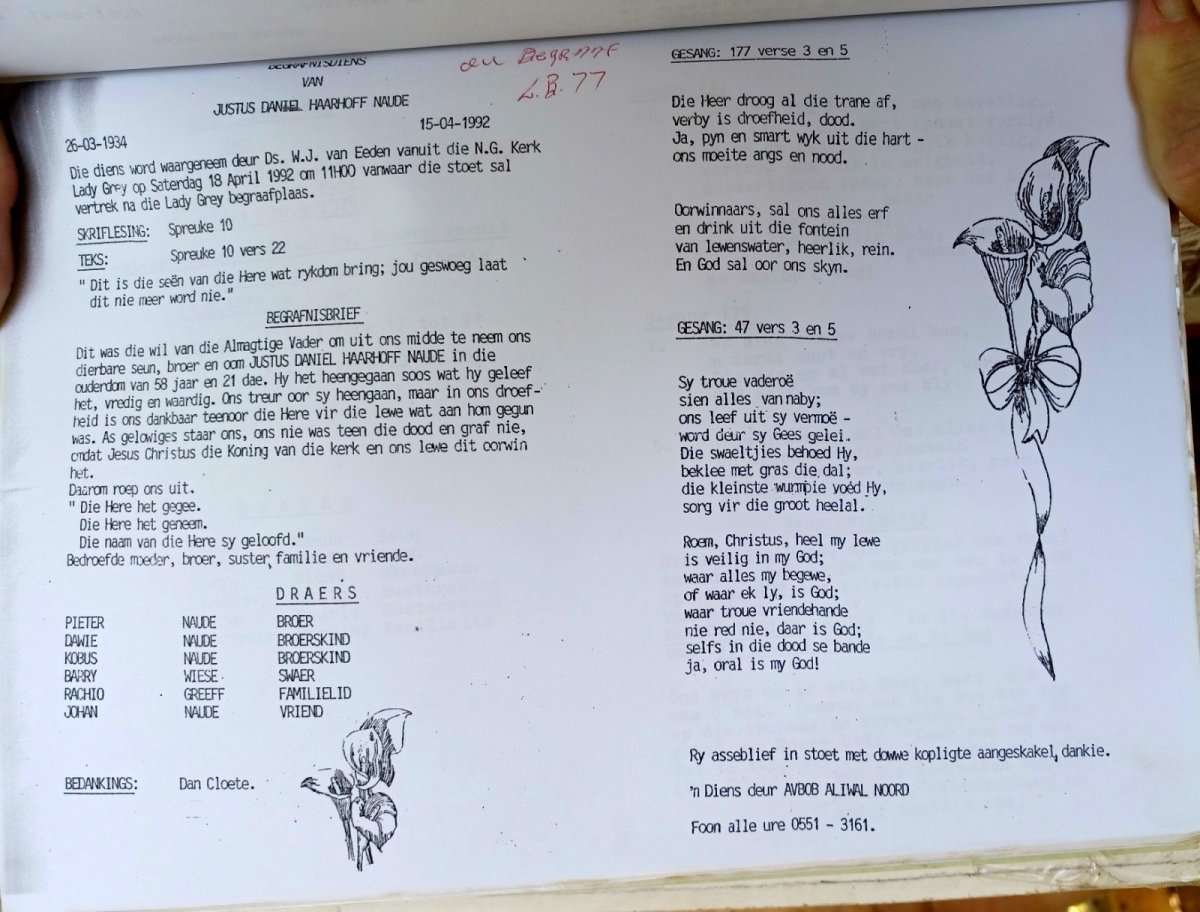 BEGRAFNISDIENS
VAN
JUSTUS DANIEL HAARHOFF NAUDE
26-03-1934
15-04-1992
Die diens word waargeneem deur Ds. W.J. van Eeden vanuit die N.G. Kerk
Lady Grey op Saterdag 18 April 1992 om 11H00 vanwaar die stoet sal
vertrek na die Lady Grey begraafplaas.
SKRIFLESING: Spreuke 10
TEKS: Spreuke 10 vers 22
" Dit is die seën van die Here wat rykdom bring; jou geswoeg laat
dit nie meer word nie."
BEGRAFNISBRIEF
Dit was die wil van die Almagtige Vader om uit ons midde te neem ons
dierbare seun, broer en oom JUSTUS DANIEL HAARHOFF NAUDE in die
ouderdom van 58 jaar en 21 dae. Hy het heengegaan soos wat hy geleef
het, vredig en waardig. Ons treur oor sy heengaan, maar in ons droef-
heid is ons dankbaar teenoor die Here vir die lewe wat aan hom gegun
was. As gelowiges staar ons, ons nie was teen die dood en graf nie,
omdat Jesus Christus die Koning van die kerk en ons lewe dit oorwin
het.
Daarom roep ons uit.
" Die Here het gegee.
Die Here het geneem.
Die naam van die Here sy geloofd."
Bedroefde moeder, broer, suster, familie en vriende.
DRAERS
PIETER NAUDE BROER
DAWIE NAUDE BROERSKIND
KOBUS NAUDE BROERSKIND
BARRY WIESE SWAER
RACHIO GREEFF FAMILIELID
JOHAN NAUDE VRIEND
BEDANKINGS: Dan Cloete.
L.B. 77
GESANG: 177 verse 3 en 5
Die Heer droog al die trane af,
verby is droefheid, dood.
Ja, pyn en smart wyk uit die hart -
ons moeite angs en nood.
Oorwinnaars, sal ons alles erf
en drink uit die fontein
van lewenswater, heerlik, rein.
En God sal oor ons skyn.
GESANG: 47 vers 3 en 5
Sy troue vaderoë
sien alles van naby;
ons leef uit sy vermoë -
word deur sy Gees gelei.
Die swaeltjies behoed Hy,
beklee met gras die dal;
die kleinste wurmpie voed Hy,
sorg vir die groot heelal.
Roem, Christus, heel my lewe
is veilig in my God;
waar alles my begewe,
of waar ek ly, is God;
waar troue vriendehande
nie red nie, daar is God;
selfs in die dood se bande
ja, oral is my God!
Ry asseblief in stoet met dowwe kopligte aangeskakel, dankie.
'n Diens deur AVBOB ALIWAL NOORD
Foon alle ure 0551 - 3161.